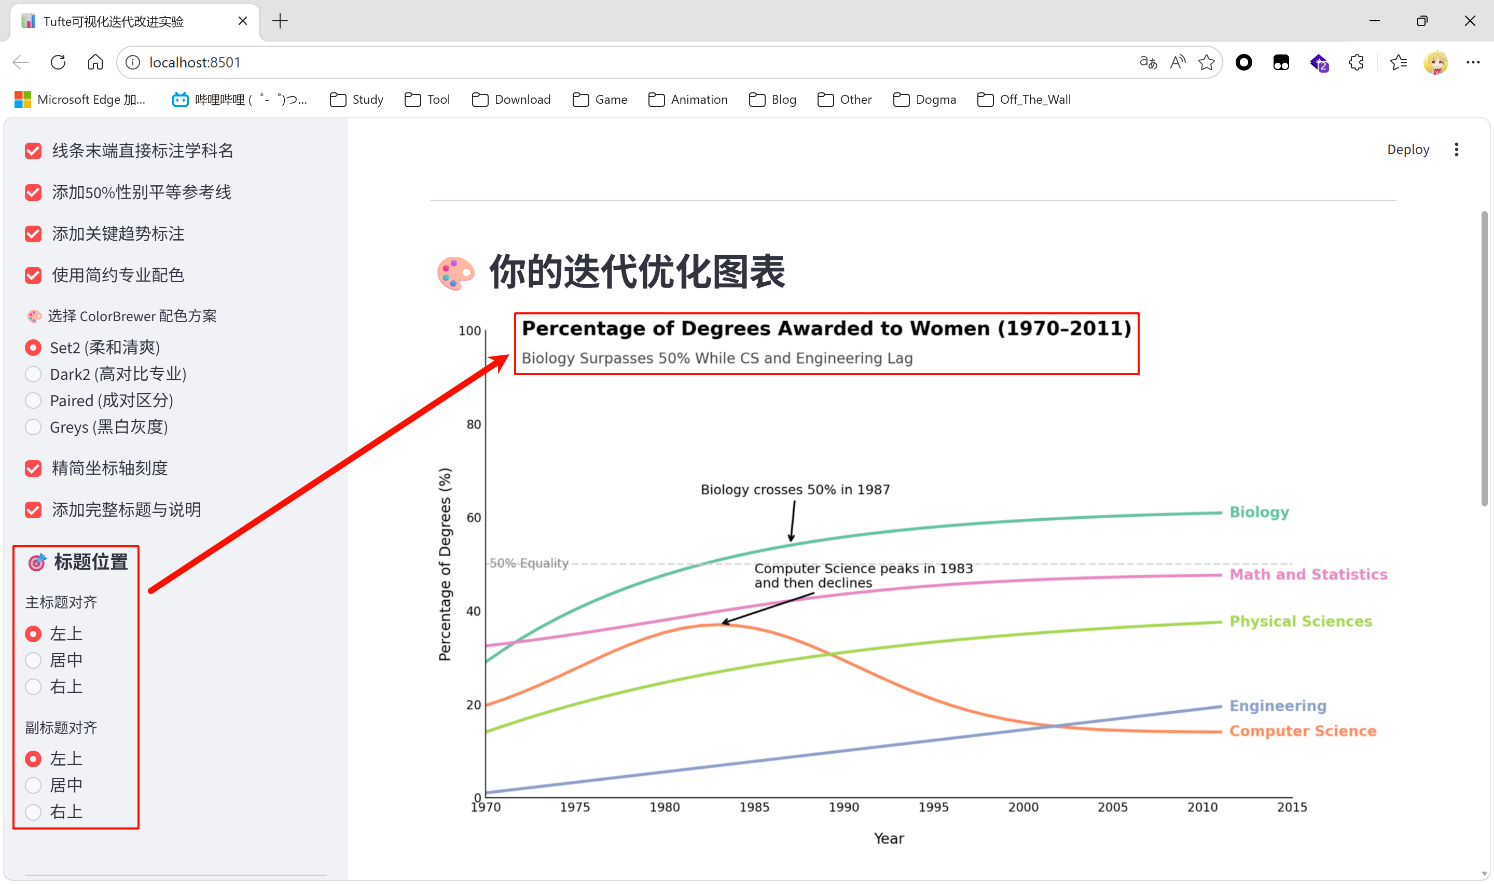 Tufte可视化迭代改进实验
localhost:8501
Microsoft Edge 加...
哔哩哔哩 (゜-゜)つ...
Study
Tool
Download
Game
Animation
Blog
Other
Dogma
Off_The_Wall
Deploy
线条末端直接标注学科名
添加50%性别平等参考线
添加关键趋势标注
使用简约专业配色
选择 ColorBrewer 配色方案
Set2 (柔和清爽)
Dark2 (高对比专业)
Paired (成对区分)
Greys (黑白灰度)
精简坐标轴刻度
添加完整标题与说明
标题位置
主标题对齐
左上
居中
右上
副标题对齐
左上
居中
右上
你的迭代优化图表
Percentage of Degrees Awarded to Women (1970–2011)
Biology Surpasses 50% While CS and Engineering Lag
100
80
60
40
20
0
Percentage of Degrees (%)
Biology crosses 50% in 1987
50% Equality
Computer Science peaks in 1983
and then declines
Biology
Math and Statistics
Physical Sciences
Engineering
Computer Science
1970
1975
1980
1985
1990
1995
2000
2005
2010
2015
Year
2